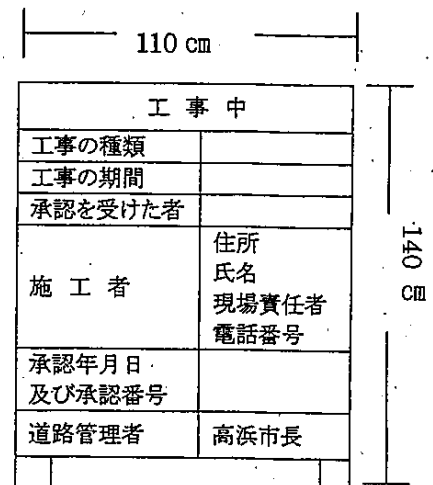 110 cm
工事中
工事の種類
工事の期間
承認を受けた者
施工者
住所
氏名
現場責任者
電話番号
承認年月日
及び承認番号
道路管理者
高浜市長
140 cm